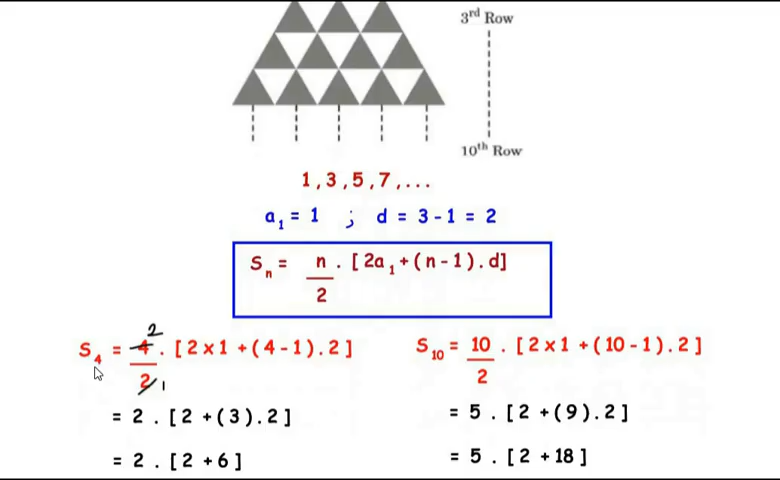 3rd Row
10th Row
1, 3, 5, 7, ...
a₁ = 1 ; d = 3 - 1 = 2
Sₙ = n/2 . [ 2a₁ + ( n - 1 ) . d]
S₄ = 4/2 . [ 2 x 1 + ( 4 - 1 ) . 2 ]
2
1
S₁₀ = 10/2 . [ 2 x 1 + ( 10 - 1 ) . 2 ]
= 2 . [ 2 + ( 3 ) . 2 ]
= 5 . [ 2 + ( 9 ) . 2 ]
= 2 . [ 2 + 6 ]
= 5 . [ 2 + 18 ]